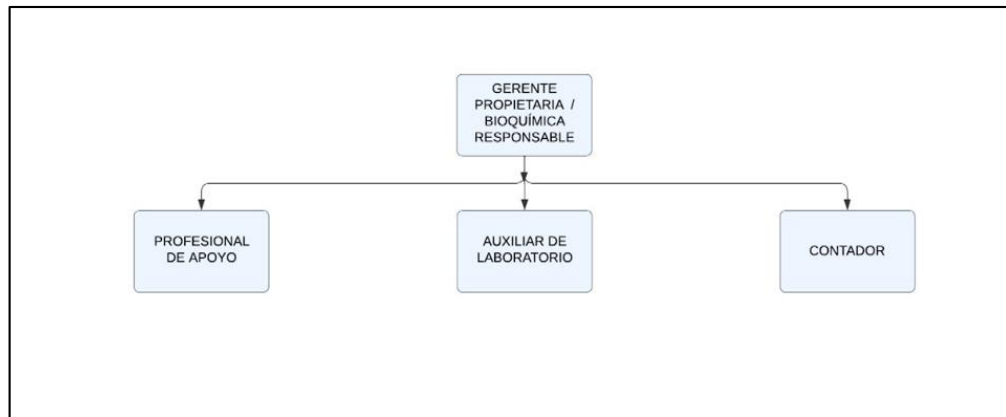 GERENTE
PROPIETARIA /
BIOQUÍMICA
RESPONSABLE
PROFESIONAL
DE APOYO
AUXILIAR DE
LABORATORIO
CONTADOR